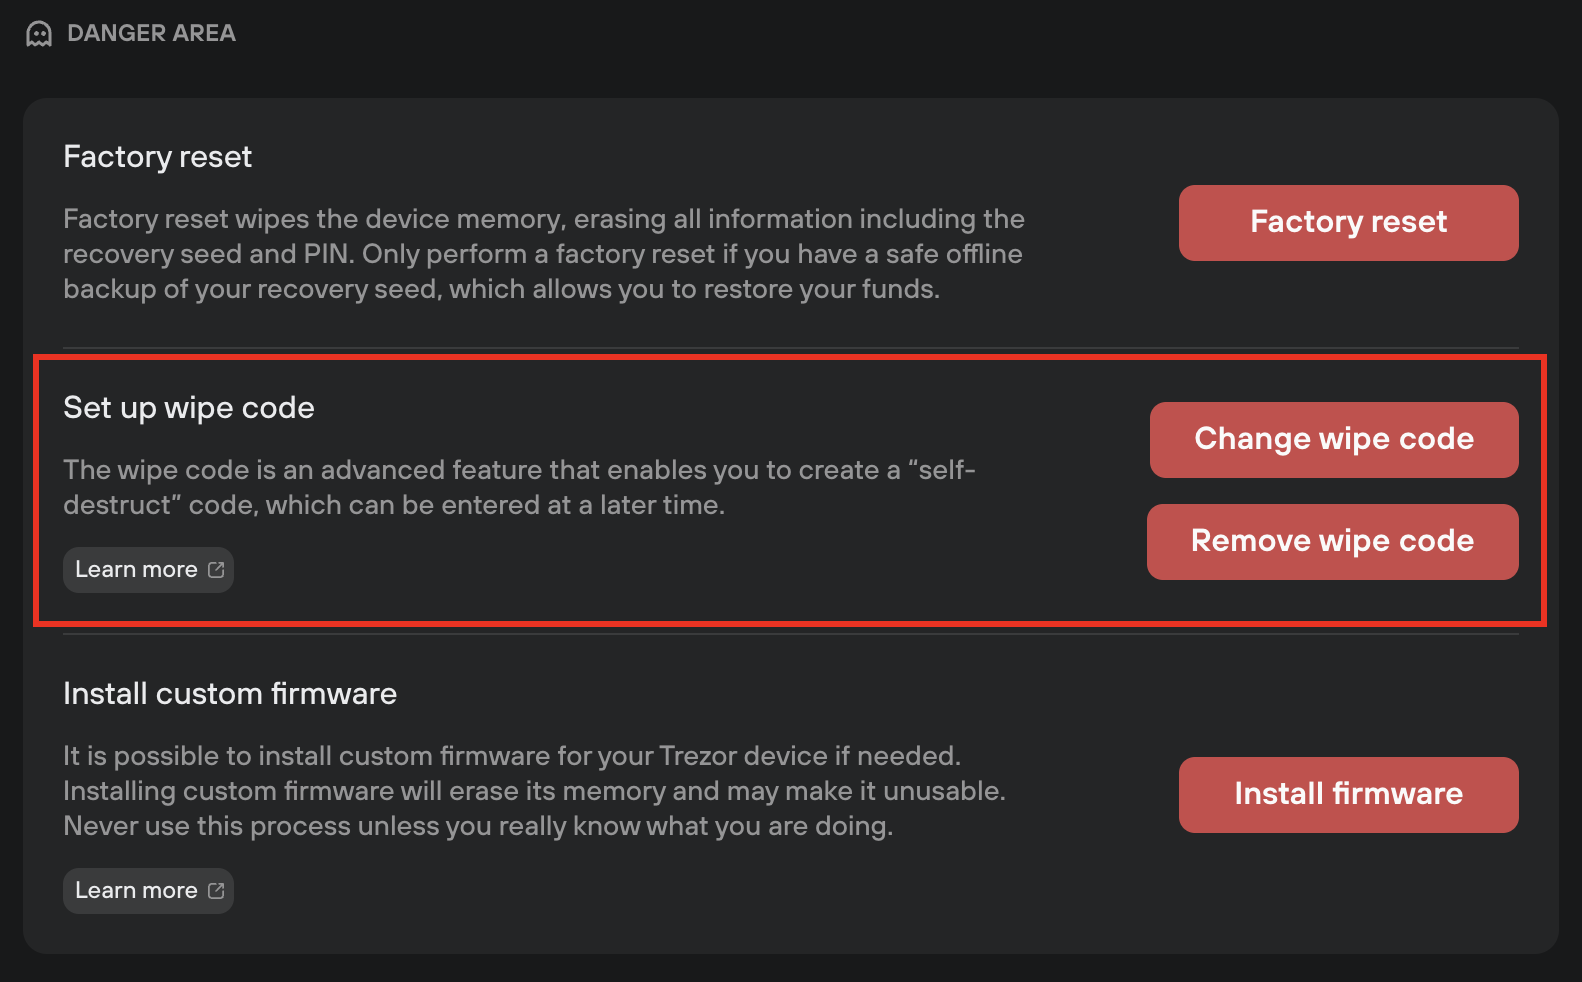 DANGER AREA
Factory reset
Factory reset wipes the device memory, erasing all information including the
recovery seed and PIN. Only perform a factory reset if you have a safe offline
backup of your recovery seed, which allows you to restore your funds.
Factory reset
Set up wipe code
The wipe code is an advanced feature that enables you to create a “self-
destruct” code, which can be entered at a later time.
Learn more
Change wipe code
Remove wipe code
Install custom firmware
It is possible to install custom firmware for your Trezor device if needed.
Installing custom firmware will erase its memory and may make it unusable.
Never use this process unless you really know what you are doing.
Learn more
Install firmware